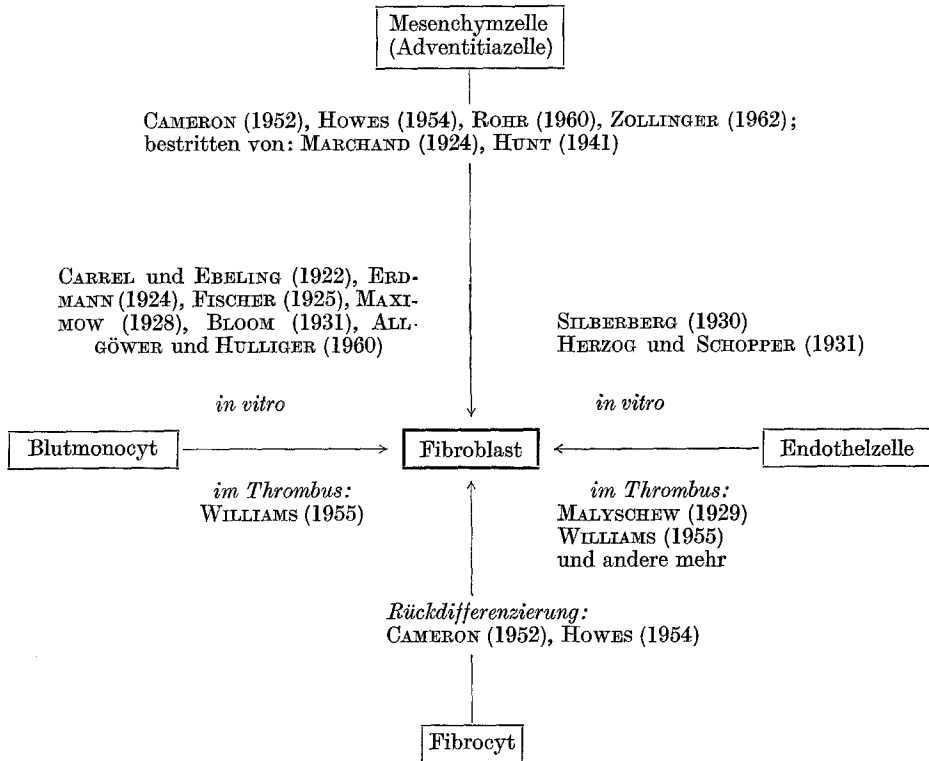 Mesenchymzelle
(Adventitiazelle)
CAMERON (1952), HOWES (1954), ROHR (1960), ZOLLINGER (1962);
bestritten von: MARCHAND (1924), HUNT (1941)
CARREL und EBELING (1922), ERD-
MANN (1924), FISCHER (1925), MAXI-
MOW (1928), BLOOM (1931), ALL-
GÖWER und HULLIGER (1960)
SILBERBERG (1930)
HERZOG und SCHOPPER (1931)
in vitro
in vitro
Blutmonocyt
Fibroblast
Endothelzelle
im Thrombus:
WILLIAMS (1955)
im Thrombus:
MALYSCHEW (1929)
WILLIAMS (1955)
und andere mehr
Rückdifferenzierung:
CAMERON (1952), HOWES (1954)
Fibrocyt